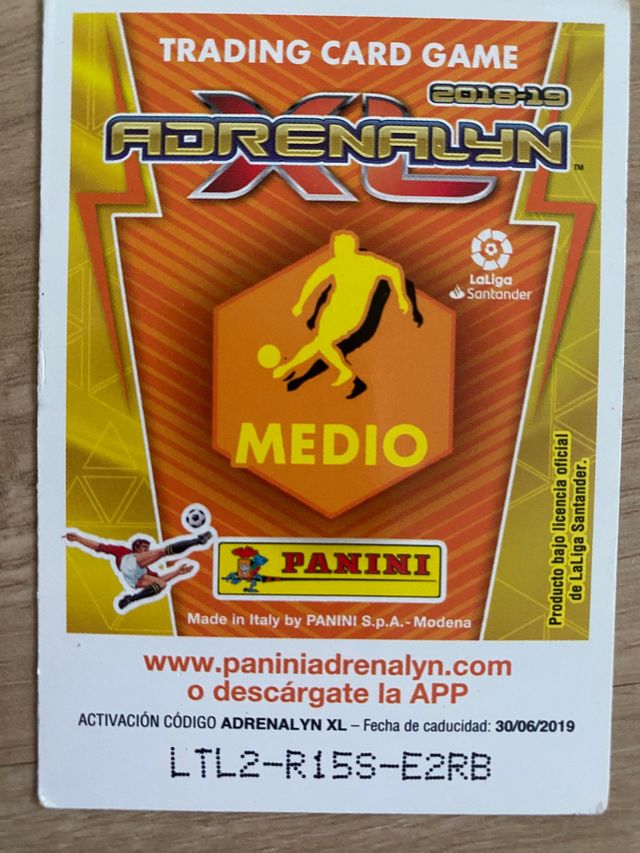 TRADING CARD GAME
2018-19
ADRENALYN
XL
™
LaLiga
Santander
MEDIO
PANINI
Producto bajo licencia oficial
de LaLiga Santander.
Made in Italy by PANINI S.p.A. - Modena
www.paniniadrenalyn.com
o descárgate la APP
ACTIVACIÓN CÓDIGO ADRENALYN XL – Fecha de caducidad: 30/06/2019
LTL2-R15S-E2RB